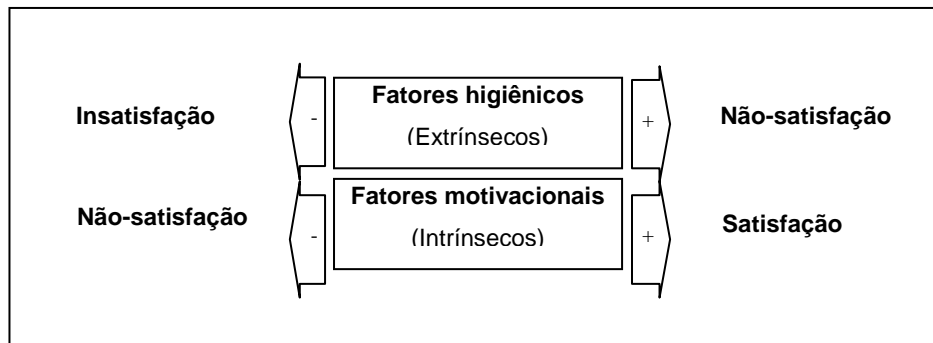 Insatisfação
-
Fatores higiênicos
(Extrínsecos)
+
Não-satisfação
Não-satisfação
-
Fatores motivacionais
(Intrínsecos)
+
Satisfação